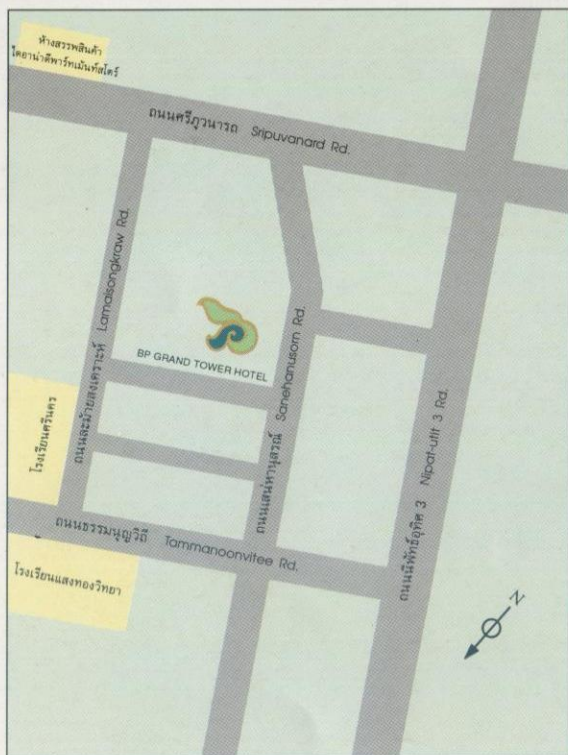 ห้างสรรพสินค้า
ไดอาน่าดีพาร์ทเม้นท์สโตร์
ถนนศรีภูวนารถ Sripuvanard Rd.
ถนนละม้ายสงเคราะห์ Lamaisongkraw Rd.
BP GRAND TOWER HOTEL
ถนนเสน่หานุสรณ์ Sanehanusorn Rd.
ถนนนิพัทธ์อุทิศ 3 Nipat-utit 3 Rd.
โรงเรียนศรีนคร
ถนนธรรมนูญวิถี Tammanoonvitee Rd.
โรงเรียนแสงทองวิทยา
N